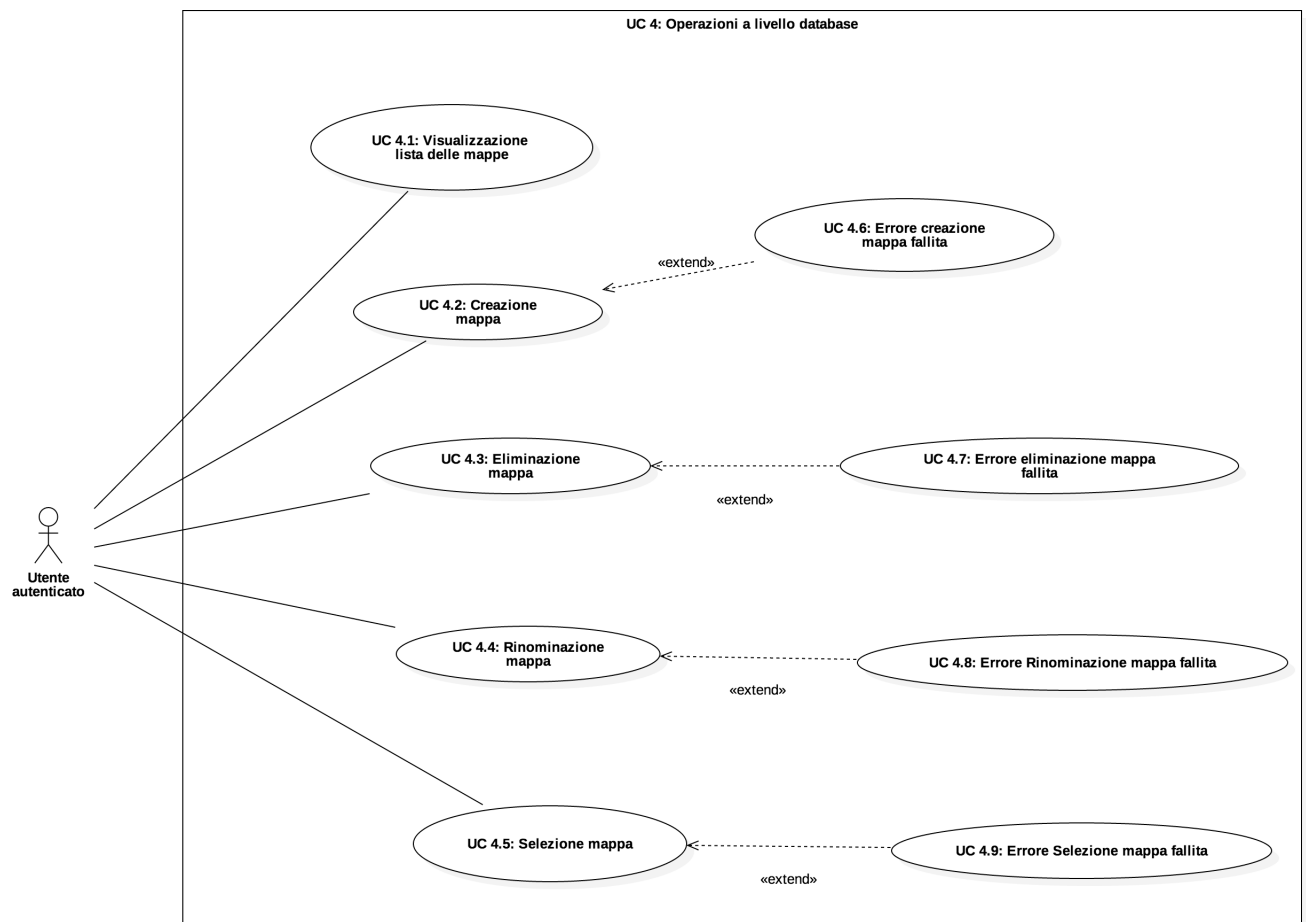 UC 4: Operazioni a livello database
UC 4.1: Visualizzazione
lista delle mappe
UC 4.6: Errore creazione
mappa fallita
«extend»
UC 4.2: Creazione
mappa
UC 4.3: Eliminazione
mappa
UC 4.7: Errore eliminazione mappa
fallita
«extend»
Utente
autenticato
UC 4.4: Rinominazione
mappa
UC 4.8: Errore Rinominazione mappa fallita
«extend»
UC 4.5: Selezione mappa
UC 4.9: Errore Selezione mappa fallita
«extend»